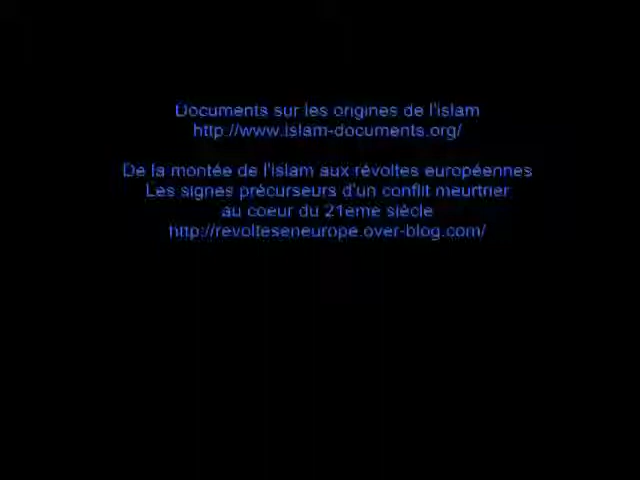 Documents sur les origines de l'islam
http://www.islam-documents.org/
De la montée de l'Islam aux révoltes européennes
Les signes précurseurs d'un conflit meurtrier
au coeur du 21eme siècle
http://revolteseneurope.over-blog.com/